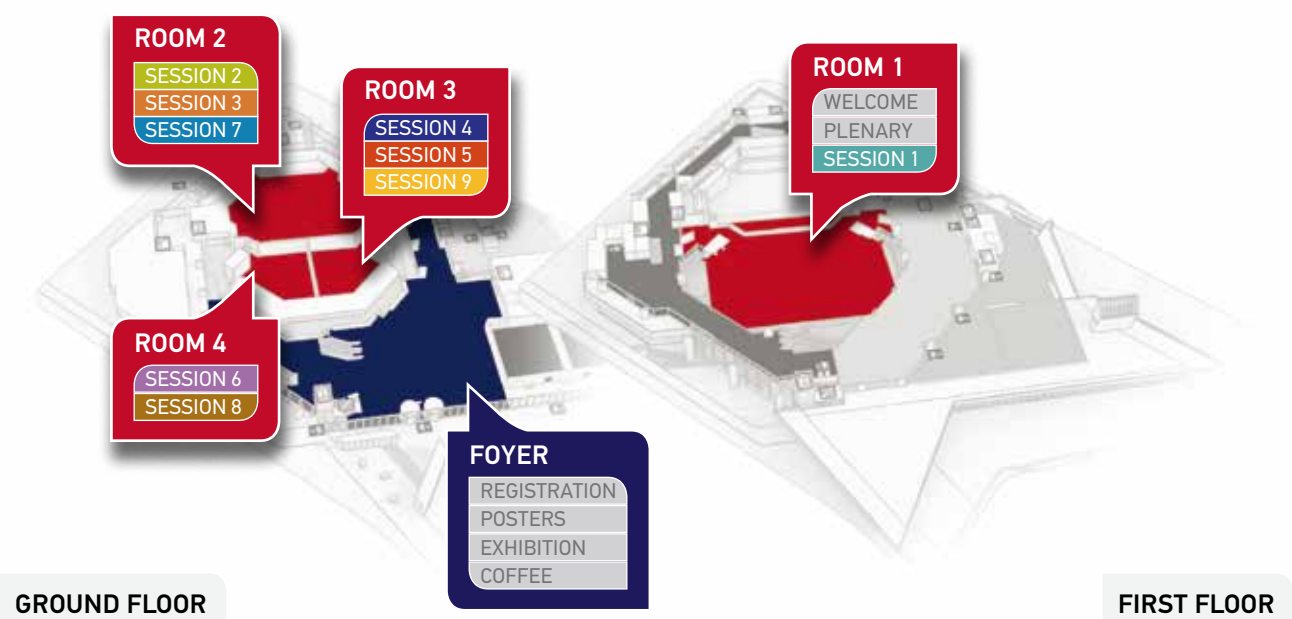 ROOM 2
SESSION 2
SESSION 3
SESSION 7
ROOM 3
SESSION 4
SESSION 5
SESSION 9
ROOM 1
WELCOME
PLENARY
SESSION 1
ROOM 4
SESSION 6
SESSION 8
FOYER
REGISTRATION
POSTERS
EXHIBITION
COFFEE
GROUND FLOOR
FIRST FLOOR